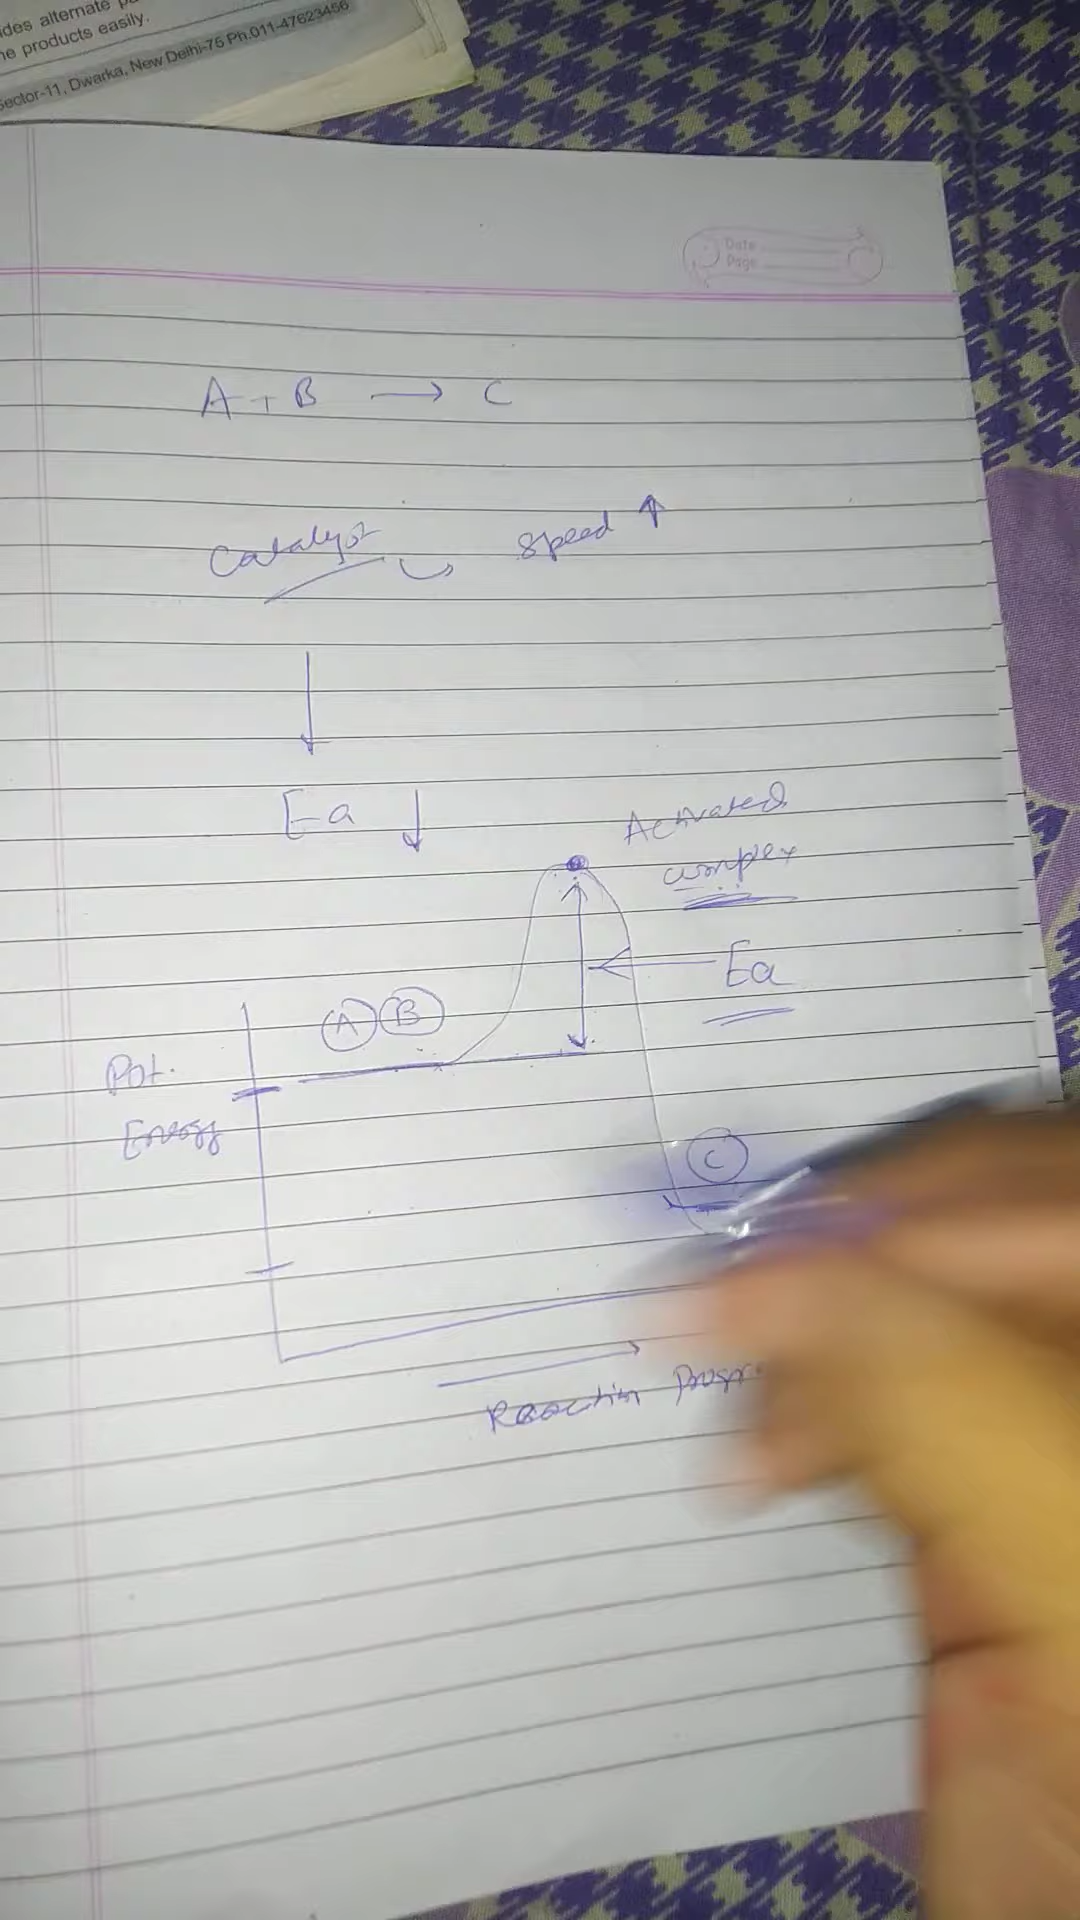 ides alternate
he products easily.
Sector-11, Dwarka, New Delhi-75 Ph.011-47623456
Date
Page
A + B → C
Catalyst Speed ↑
Ea ↓
Activated
complex
Ea
A B
Pot.
Energy
C
Reaction Progr